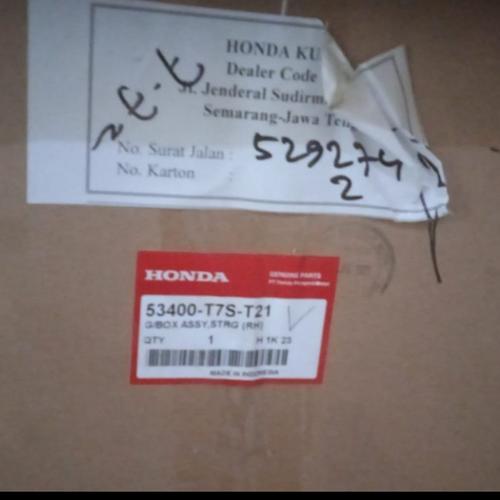 HONDA KU
Dealer Code
Jl. Jenderal Sudirm
Semarang-Jawa Ten
No. Surat Jalan : 529274
No. Karton : 2
HONDA
GENUINE PARTS
53400-T7S-T21
G/BOX ASSY,STRG (RH)
QTY 1 H 1K 23
MADE IN INDONESIA